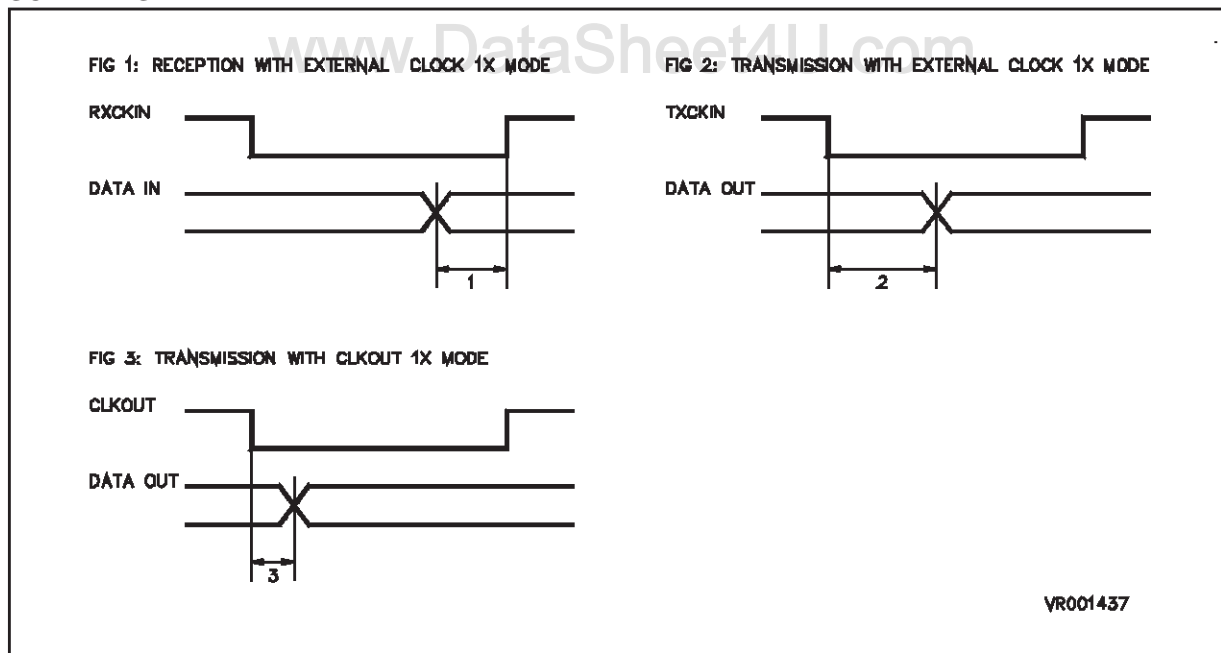 www.DataSheet4U.com
FIG 1: RECEPTION WITH EXTERNAL CLOCK 1X MODE
RXCKIN
DATA IN
1
FIG 2: TRANSMISSION WITH EXTERNAL CLOCK 1X MODE
TXCKIN
DATA OUT
2
FIG 3: TRANSMISSION WITH CLKOUT 1X MODE
CLKOUT
DATA OUT
3
VR001437